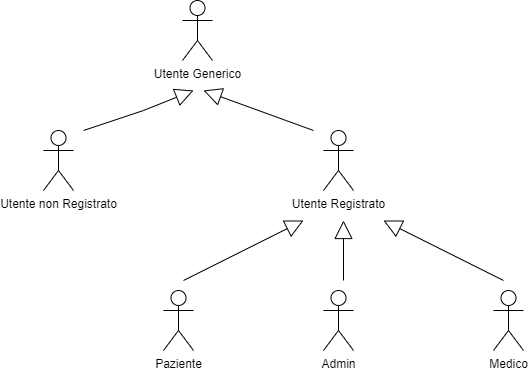 Utente Generico
Utente non Registrato
Utente Registrato
Paziente
Admin
Medico